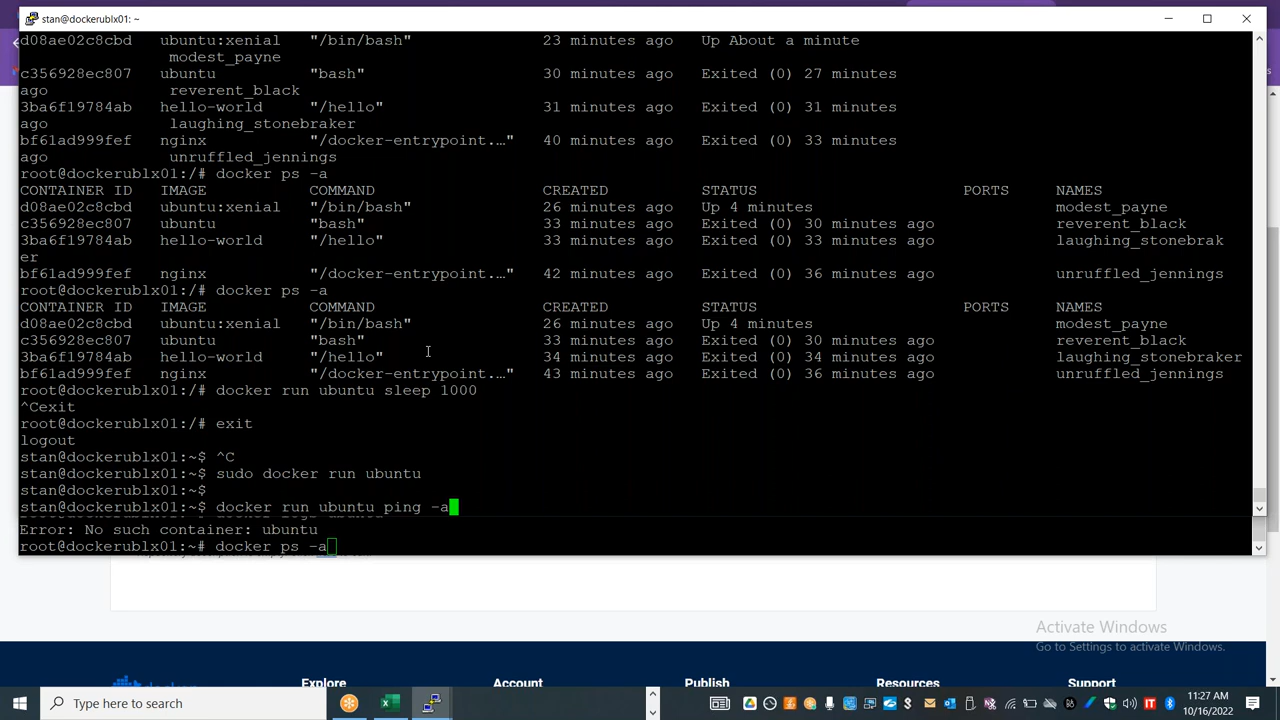 stan@dockerublx01: ~
d08ae02c8cbd ubuntu:xenial "/bin/bash" 23 minutes ago Up About a minute
modest_payne
c356928ec807 ubuntu "bash" 30 minutes ago Exited (0) 27 minutes
ago reverent_black
3ba6f19784ab hello-world "/hello" 31 minutes ago Exited (0) 31 minutes
ago laughing_stonebraker
bf61ad999fef nginx "/docker-entrypoint.…" 40 minutes ago Exited (0) 33 minutes
ago unruffled_jennings
root@dockerublx01:/# docker ps -a
CONTAINER ID IMAGE COMMAND CREATED STATUS PORTS NAMES
d08ae02c8cbd ubuntu:xenial "/bin/bash" 26 minutes ago Up 4 minutes modest_payne
c356928ec807 ubuntu "bash" 33 minutes ago Exited (0) 30 minutes ago reverent_black
3ba6f19784ab hello-world "/hello" 33 minutes ago Exited (0) 33 minutes ago laughing_stonebrak
er
bf61ad999fef nginx "/docker-entrypoint.…" 42 minutes ago Exited (0) 36 minutes ago unruffled_jennings
root@dockerublx01:/# docker ps -a
CONTAINER ID IMAGE COMMAND CREATED STATUS PORTS NAMES
d08ae02c8cbd ubuntu:xenial "/bin/bash" 26 minutes ago Up 4 minutes modest_payne
c356928ec807 ubuntu "bash" 33 minutes ago Exited (0) 30 minutes ago reverent_black
3ba6f19784ab hello-world "/hello" 34 minutes ago Exited (0) 34 minutes ago laughing_stonebraker
bf61ad999fef nginx "/docker-entrypoint.…" 43 minutes ago Exited (0) 36 minutes ago unruffled_jennings
root@dockerublx01:/# docker run ubuntu sleep 1000
^Cexit
root@dockerublx01:/# exit
logout
stan@dockerublx01:~$ ^C
stan@dockerublx01:~$ sudo docker run ubuntu
stan@dockerublx01:~$
stan@dockerublx01:~$ docker run ubuntu ping -a
Error: No such container: ubuntu
root@dockerublx01:~# docker ps -a
Activate Windows
Go to Settings to activate Windows.
Explore Account Publish Resources Support
Type here to search
11:27 AM
10/16/2022